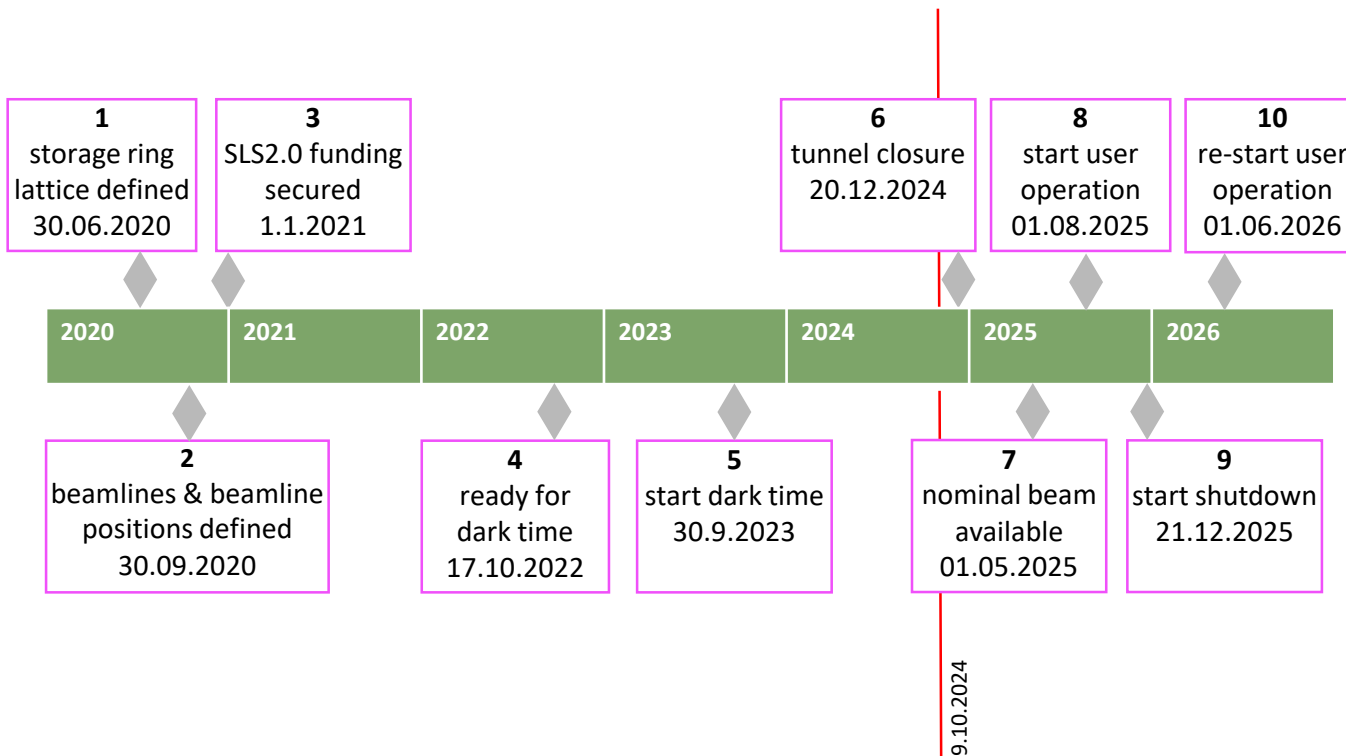 1
storage ring
lattice defined
30.06.2020
3
SLS2.0 funding
secured
1.1.2021
6
tunnel closure
20.12.2024
8
start user
operation
01.08.2025
10
re-start user
operation
01.06.2026
2020
2021
2022
2023
2024
2025
2026
2
beamlines & beamline
positions defined
30.09.2020
4
ready for
dark time
17.10.2022
5
start dark time
30.9.2023
7
nominal beam
available
01.05.2025
9
start shutdown
21.12.2025
9.10.2024